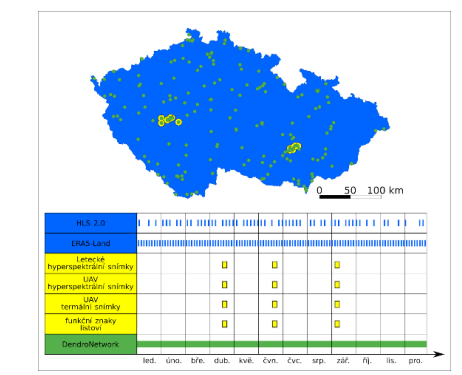 0 50 100 km
HLS 2.0
ERA5-Land
Letecké
hyperspektrální snímky
UAV
hyperspektrální snímky
UAV
termální snímky
funkční znaky
listoví
DendroNetwork
led. úno. bře. dub. kvě. čvn. čvc. srp. zář. říj. lis. pro.